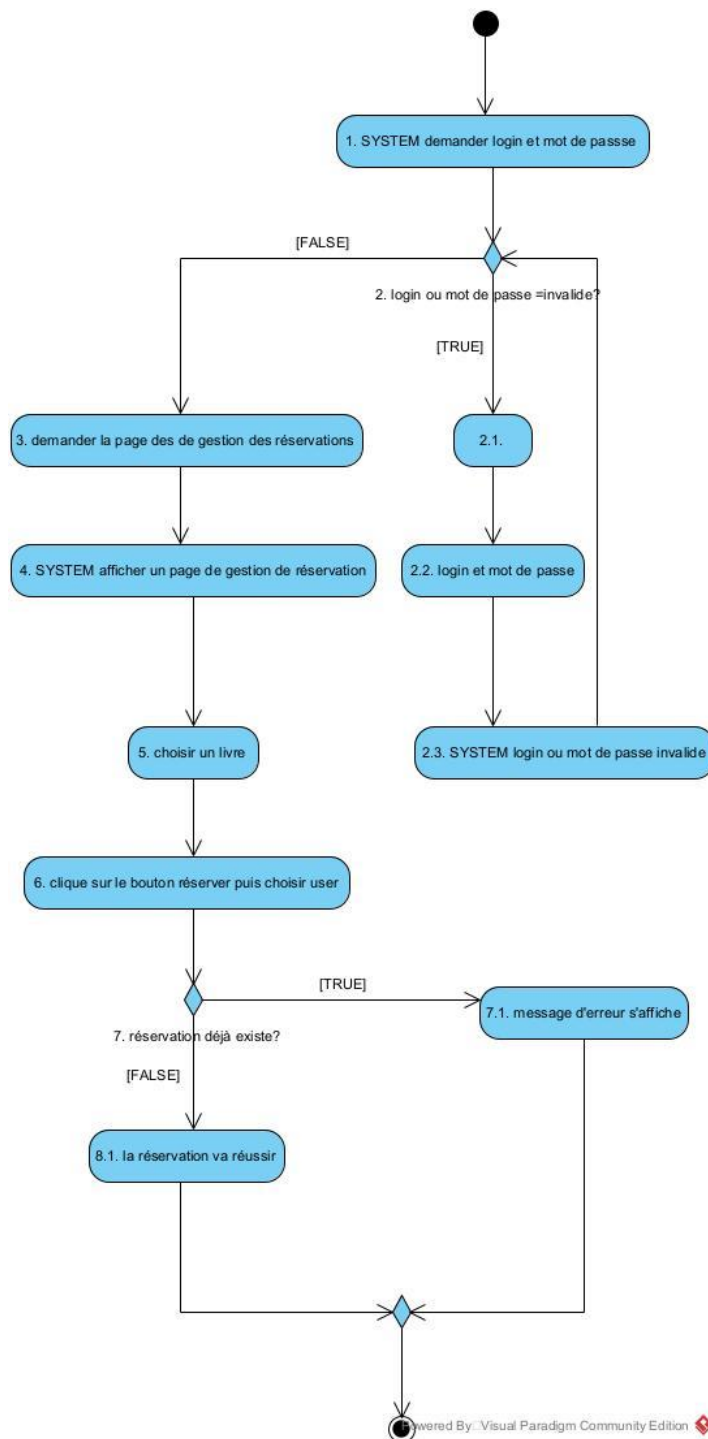 1. SYSTEM demander login et mot de passse
[FALSE]
2. login ou mot de passe =invalide?
[TRUE]
3. demander la page des de gestion des réservations
2.1.
4. SYSTEM afficher un page de gestion de réservation
2.2. login et mot de passe
5. choisir un livre
2.3. SYSTEM login ou mot de passe invalide
6. clique sur le bouton réserver puis choisir user
[TRUE]
7.1. message d'erreur s'affiche
7. réservation déjà existe?
[FALSE]
8.1. la réservation va réussir
Powered By Visual Paradigm Community Edition